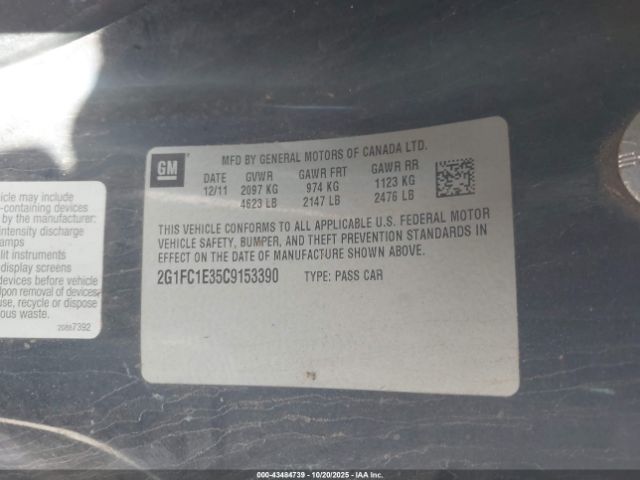 GM
MFD BY GENERAL MOTORS OF CANADA LTD.
DATE GVWR GAWR FRT GAWR RR
12/11 2097 KG 974 KG 1123 KG
4623 LB 2147 LB 2476 LB
THIS VEHICLE CONFORMS TO ALL APPLICABLE U.S. FEDERAL MOTOR
VEHICLE SAFETY, BUMPER, AND THEFT PREVENTION STANDARDS IN
EFFECT ON THE DATE OF MANUFACTURE SHOWN ABOVE.
2G1FC1E35C9153390 TYPE: PASS CAR
vehicle may include
-containing devices
by the manufacturer:
intensity discharge
amps
lit instruments
display screens
devices before vehicle
Upon removal of devices
use, recycle or dispose
ous waste.
7392
000-43484739 - 10/20/2025 - IAA Inc.